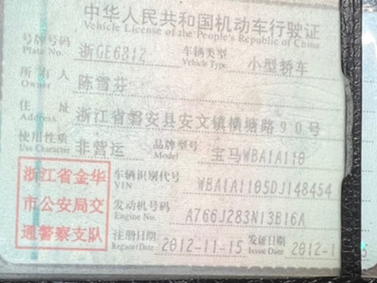 中华人民共和国机动车行驶证
Vehicle License of the People's Republic of China
号牌号码 浙GE6812 车辆类型 小型轿车
Plate No. Vehicle Type
所有人 陈雪芬
Owner
住址 浙江省磐安县安文镇横塘路90号
Address
使用性质 非营运 品牌型号 宝马WBA1A110
Use Character Model
浙江省金华
市公安局交
通警察支队
车辆识别代号 WBA1A1105DJ148454
VIN
发动机号码 A766J283N13B16A
Engine No.
注册日期 2012-11-15 发证日期 2012-1
Register Date Issue Date